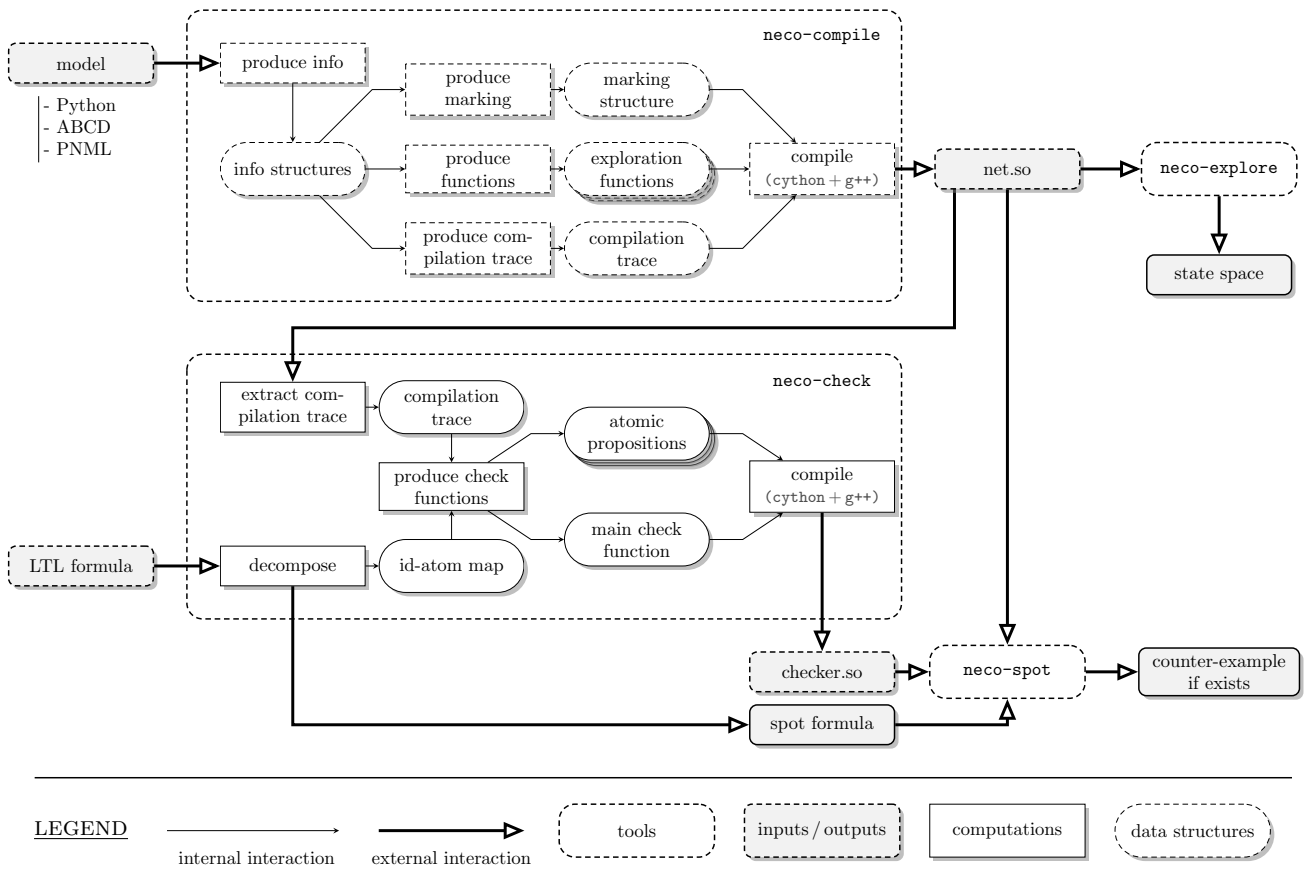 neco-compile
model
- Python
- ABCD
- PNML
produce info
info structures
produce
marking
marking
structure
produce
functions
exploration
functions
produce com-
pilation trace
compilation
trace
compile
(cython + g++)
net.so
neco-explore
state space
neco-check
extract com-
pilation trace
compilation
trace
produce check
functions
atomic
propositions
main check
function
compile
(cython + g++)
LTL formula
decompose
id-atom map
checker.so
neco-spot
counter-example
if exists
spot formula
LEGEND
internal interaction
external interaction
tools
inputs / outputs
computations
data structures